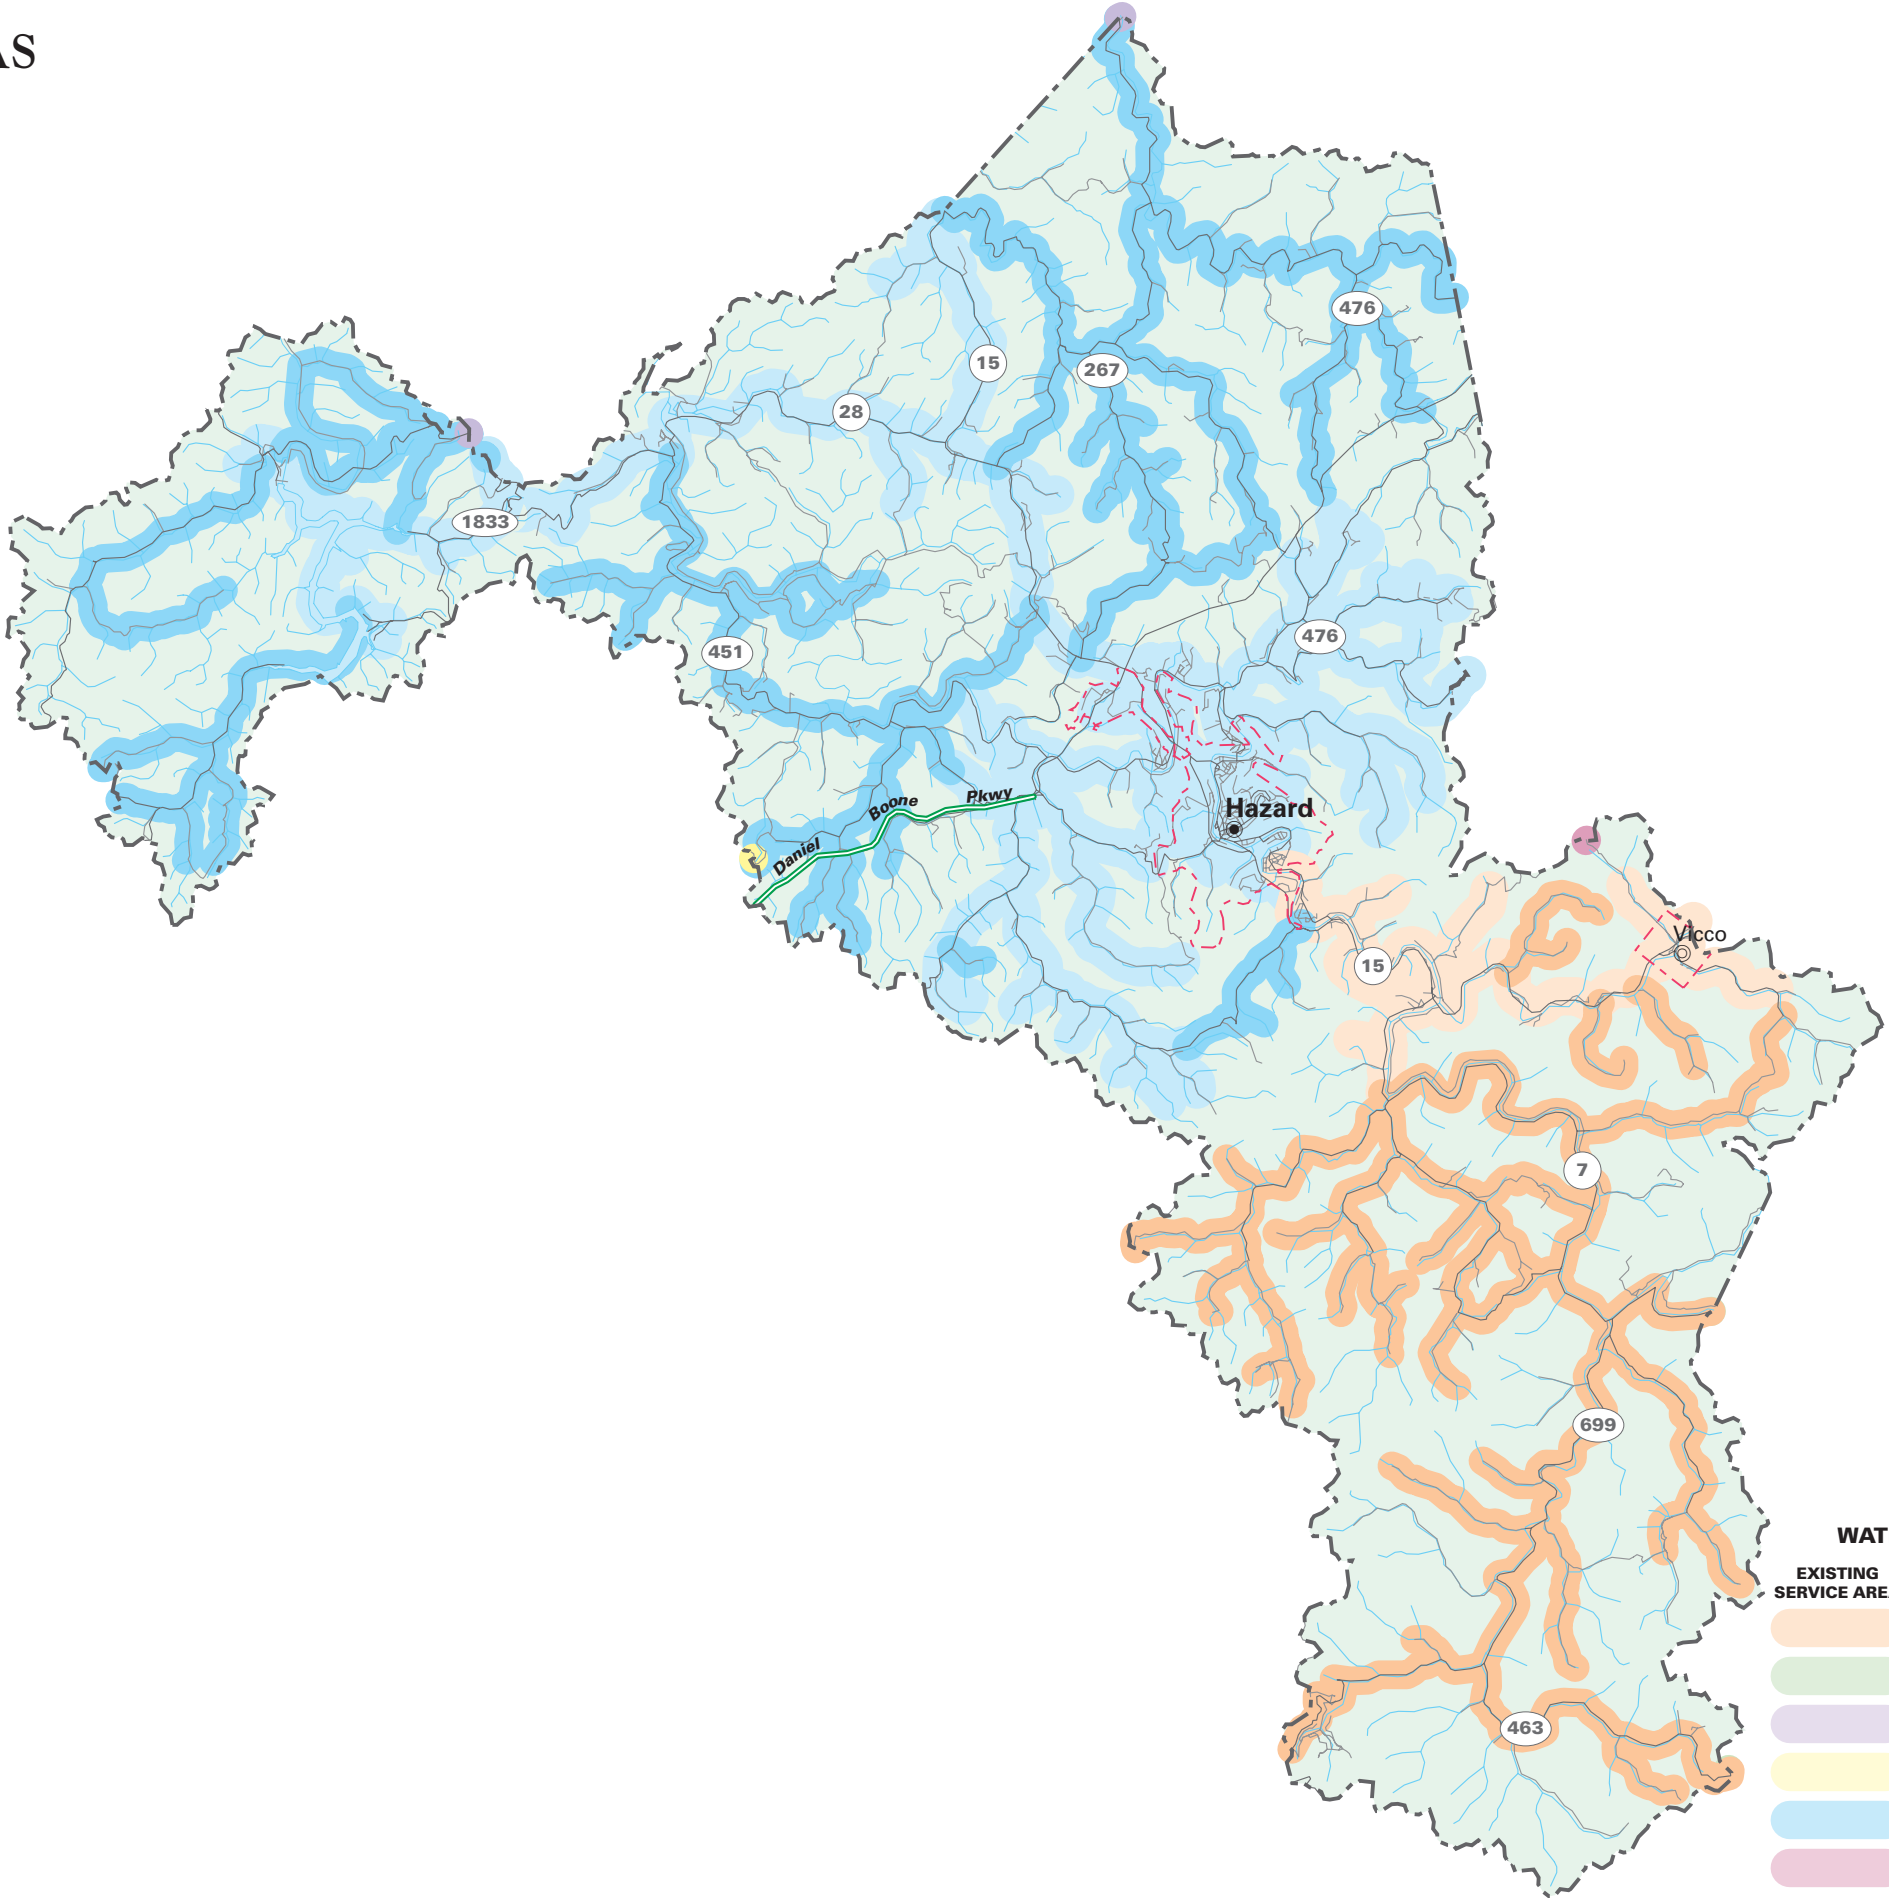 AS
476
15
267
28
1833
476
451
Daniel Boone Pkwy
Hazard
Vicco
15
7
699
463
WAT
EXISTING
SERVICE ARE